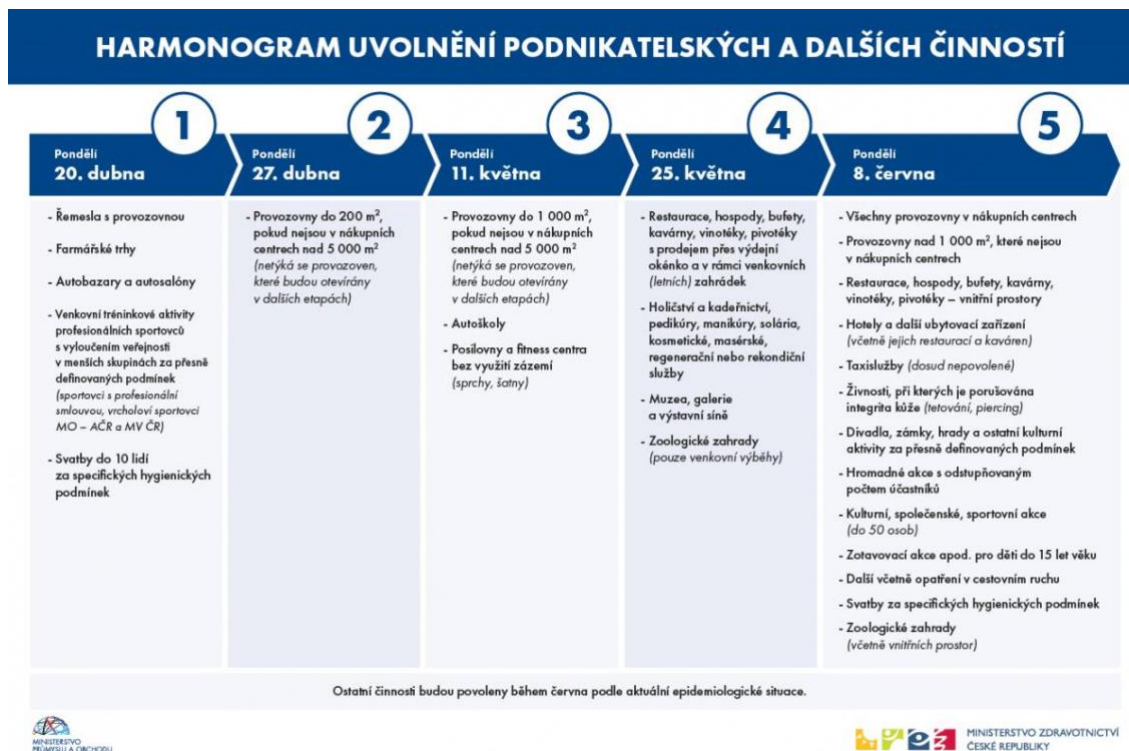 HARMONOGRAM UVOLNĚNÍ PODNIKATELSKÝCH A DALŠÍCH ČINNOSTÍ
1
Pondělí
20. dubna
- Řemesla s provozovnou
- Farmářské trhy
- Autobazary a autosalóny
- Venkovní tréninkové aktivity
profesionálních sportovců
s vyloučením veřejnosti
v menších skupinách za přesně
definovaných podmínek
(sportovci s profesionální
smlouvou, vrcholoví sportovci
MO – AČR a MV ČR)
- Svatby do 10 lidí
za specifických hygienických
podmínek
2
Pondělí
27. dubna
- Provozovny do 200 m²,
pokud nejsou v nákupních
centrech nad 5 000 m²
(netýká se provozoven,
které budou otevírány
v dalších etapách)
3
Pondělí
11. května
- Provozovny do 1 000 m²,
pokud nejsou v nákupních
centrech nad 5 000 m²
(netýká se provozoven,
které budou otevírány
v dalších etapách)
- Autoškoly
- Posilovny a fitness centra
bez využití zázemí
(sprchy, šatny)
4
Pondělí
25. května
- Restaurace, hospody, bufety,
kavárny, vinotéky, pivotéky
s prodejem přes výdejní
okénko a v rámci venkovních
(letních) zahrádek
- Holičství a kadeřnictví,
pedikúry, manikúry, solária,
kosmetické, masérské,
regenerační nebo rekondiční
služby
- Muzea, galerie
a výstavní síně
- Zoologické zahrady
(pouze venkovní výběhy)
5
Pondělí
8. června
- Všechny provozovny v nákupních centrech
- Provozovny nad 1 000 m², které nejsou
v nákupních centrech
- Restaurace, hospody, bufety, kavárny,
vinotéky, pivotéky – vnitřní prostory
- Hotely a další ubytovací zařízení
(včetně jejich restaurací a kaváren)
- Taxislužby (dosud nepovolené)
- Živnosti, při kterých je porušována
integrita kůže (tetování, piercing)
- Divadla, zámky, hrady a ostatní kulturní
aktivity za přesně definovaných podmínek
- Hromadné akce s odstupňovaným
počtem účastníků
- Kulturní, společenské, sportovní akce
(do 50 osob)
- Zotavovací akce apod. pro děti do 15 let věku
- Další včetně opatření v cestovním ruchu
- Svatby za specifických hygienických podmínek
- Zoologické zahrady
(včetně vnitřních prostor)
Ostatní činnosti budou povoleny během června podle aktuální epidemiologické situace.
MINISTERSTVO
PRŮMYSLU A OBCHODU
MINISTERSTVO ZDRAVOTNICTVÍ
ČESKÉ REPUBLIKY